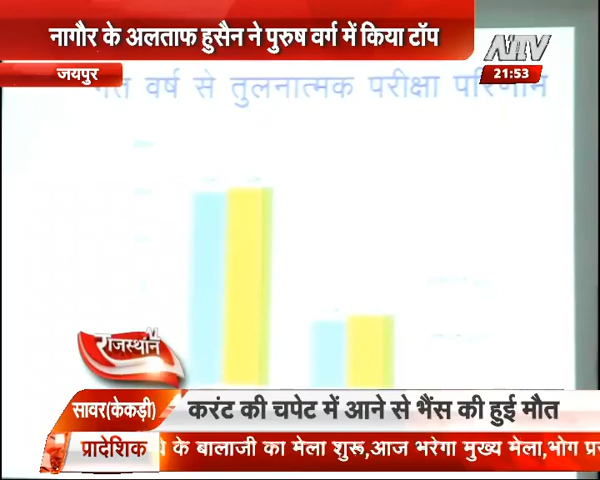 नागौर के अलताफ हुसैन ने पुरुष वर्ग में किया टॉप
जयपुर
21:53
वर्ष से तुलनात्मक परीक्षा परिणाम
राजस्थान
सावर(केकड़ी)
करंट की चपेट में आने से भैंस की हुई मौत
प्रादेशिक
के बालाजी का मेला शुरू,आज भरेगा मुख्य मेला,भोग